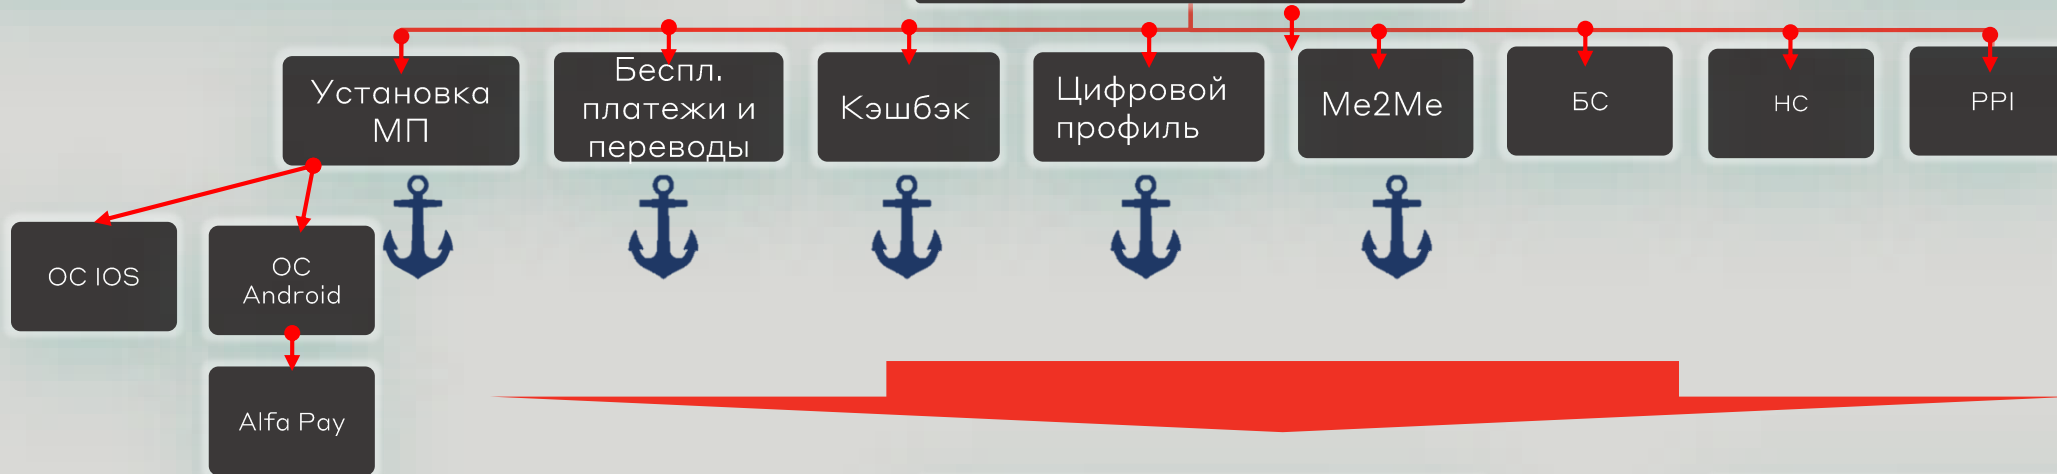 Установка
МП
Беспл.
платежи и
переводы
Кэшбэк
Цифровой
профиль
Me2Me
БС
НС
PPI
ОС IOS
ОС
Android
Alfa Pay